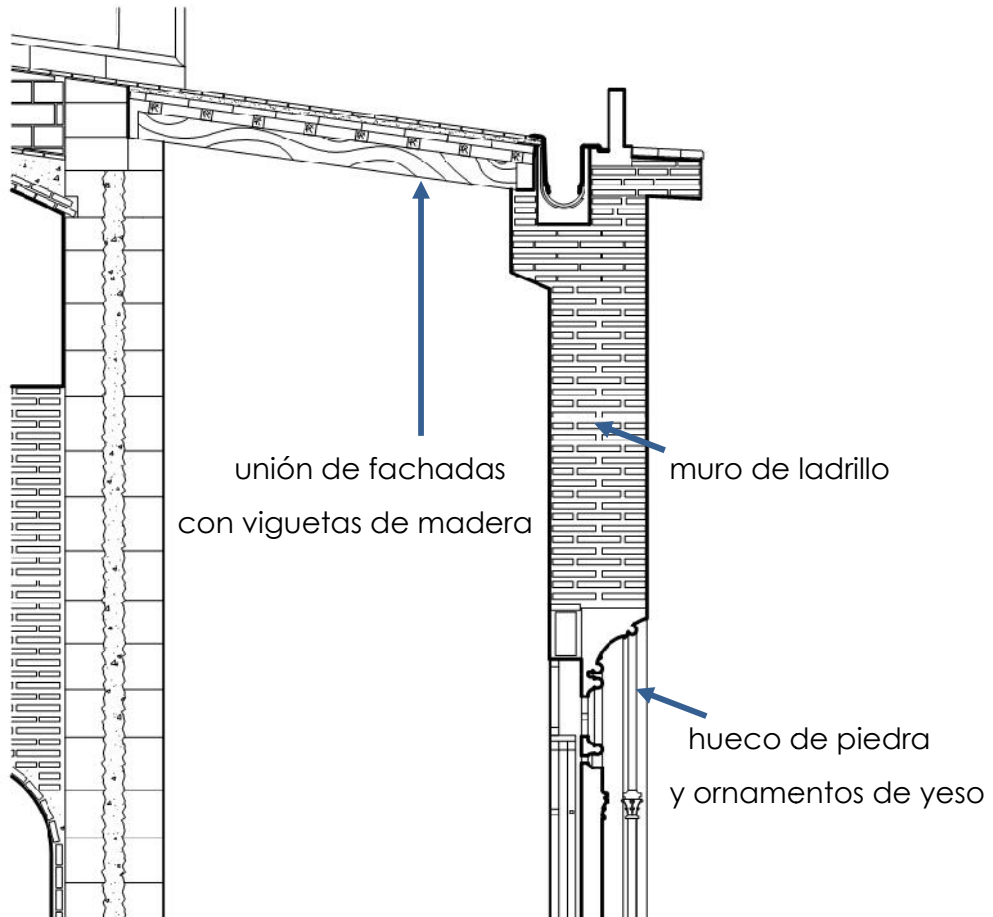 unión de fachadas
con viguetas de madera
muro de ladrillo
hueco de piedra
y ornamentos de yeso